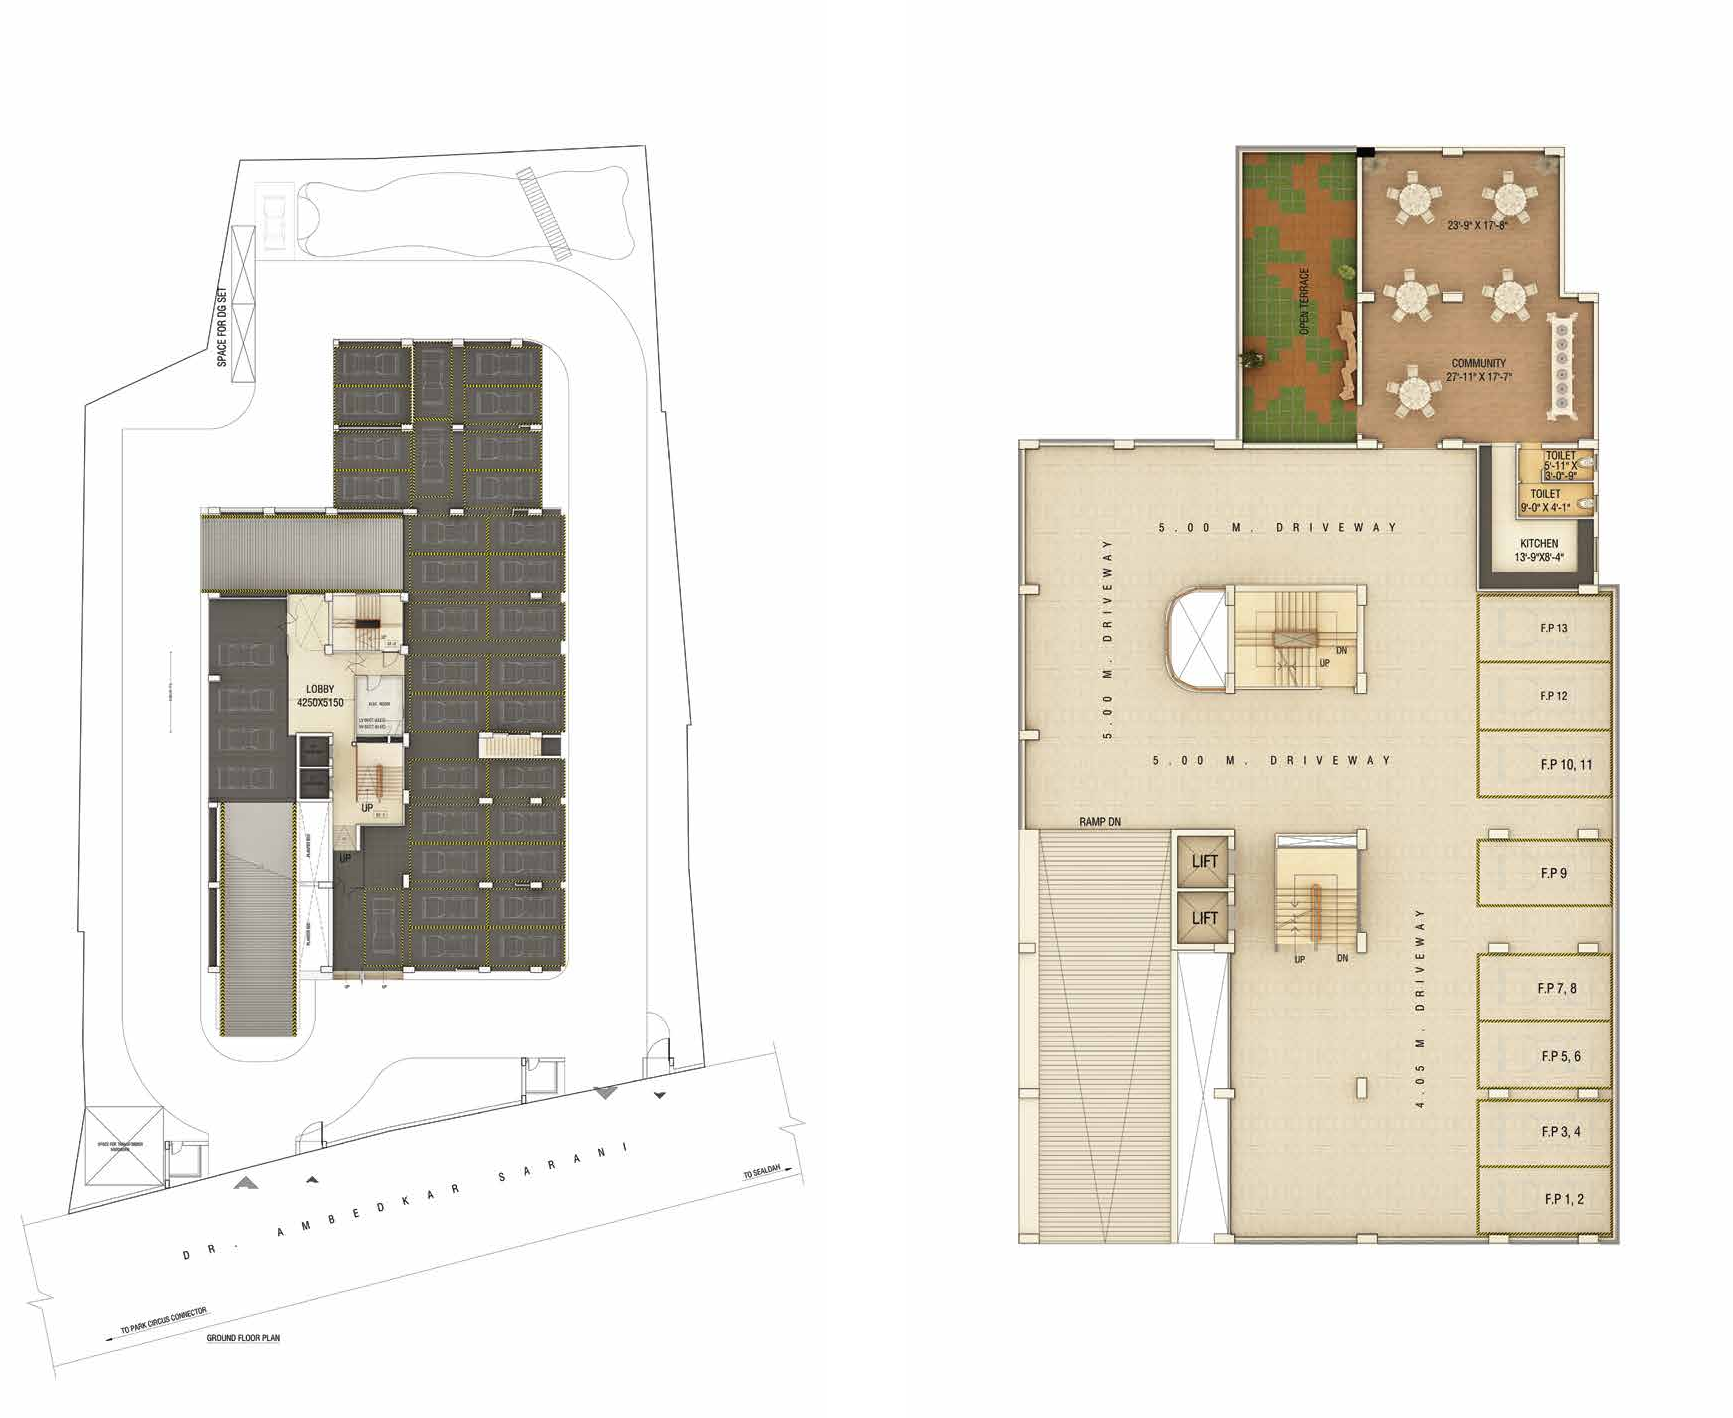 SPACE FOR DG SET
LOBBY
4250X5150
UP
UP
UP
UP
DR. AMBEDKAR SARANI
TO SEALDAH
TO PARK CIRCUS CONNECTOR
GROUND FLOOR PLAN
23'-9" X 17'-8"
OPEN TERRACE
COMMUNITY
27'-11" X 17'-7"
TOILET
5'-11" X
3'-0"-9"
TOILET
9'-0" X 4'-1"
KITCHEN
13'-9"X8'-4"
5.00 M. DRIVEWAY
5.00 M. DRIVEWAY
5.00 M. DRIVEWAY
DN
UP
F.P 13
F.P 12
F.P 10, 11
RAMP DN
LIFT
LIFT
F.P 9
UP
DN
4.05 M. DRIVEWAY
F.P 7, 8
F.P 5, 6
F.P 3, 4
F.P 1, 2